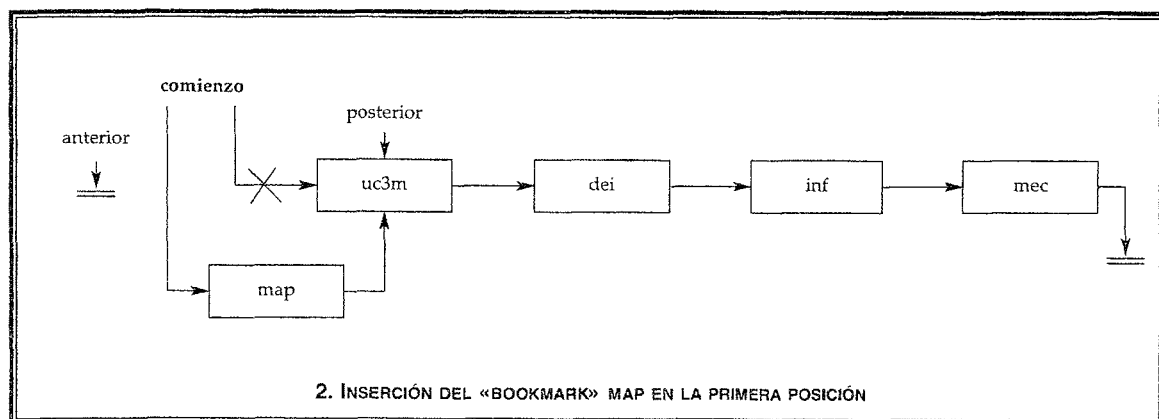 comienzo
posterior
anterior
uc3m
dei
inf
mec
map
2. INSERCIÓN DEL «BOOKMARK» MAP EN LA PRIMERA POSICIÓN